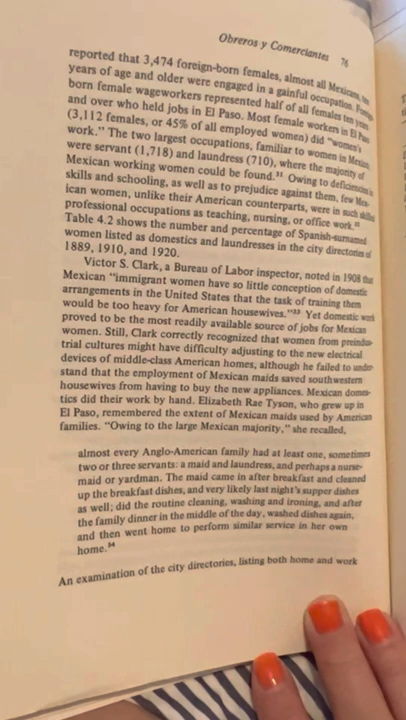 Obreros y Comerciantes 76
reported that 3,474 foreign-born females, almost all Mexicans, ten
years of age and older were engaged in a gainful occupation. Foreign-
born female wageworkers represented half of all females ten years
and over who held jobs in El Paso. Most female workers in El Paso
(3,112 females, or 45% of all employed women) did "women's
work." The two largest occupations, familiar to women in Mexico,
were servant (1,718) and laundress (710), where the majority of
Mexican working women could be found.³¹ Owing to deficiencies in
skills and schooling, as well as to prejudice against them, few Mex-
ican women, unlike their American counterparts, were in such skilled
professional occupations as teaching, nursing, or office work.
Table 4.2 shows the number and percentage of Spanish-surnamed
women listed as domestics and laundresses in the city directories of
1889, 1910, and 1920.
Victor S. Clark, a Bureau of Labor inspector, noted in 1908 that
Mexican "immigrant women have so little conception of domestic
arrangements in the United States that the task of training them
would be too heavy for American housewives."³³ Yet domestic work
proved to be the most readily available source of jobs for Mexican
women. Still, Clark correctly recognized that women from preindus-
trial cultures might have difficulty adjusting to the new electrical
devices of middle-class American homes, although he failed to under-
stand that the employment of Mexican maids saved southwestern
housewives from having to buy the new appliances. Mexican domes-
tics did their work by hand. Elizabeth Rae Tyson, who grew up in
El Paso, remembered the extent of Mexican maids used by American
families. "Owing to the large Mexican majority," she recalled,
almost every Anglo-American family had at least one, sometimes
two or three servants: a maid and laundress, and perhaps a nurse-
maid or yardman. The maid came in after breakfast and cleaned
up the breakfast dishes, and very likely last night's supper dishes
as well; did the routine cleaning, washing and ironing, and after
the family dinner in the middle of the day, washed dishes again,
and then went home to perform similar service in her own
home.³⁴
An examination of the city directories, listing both home and work